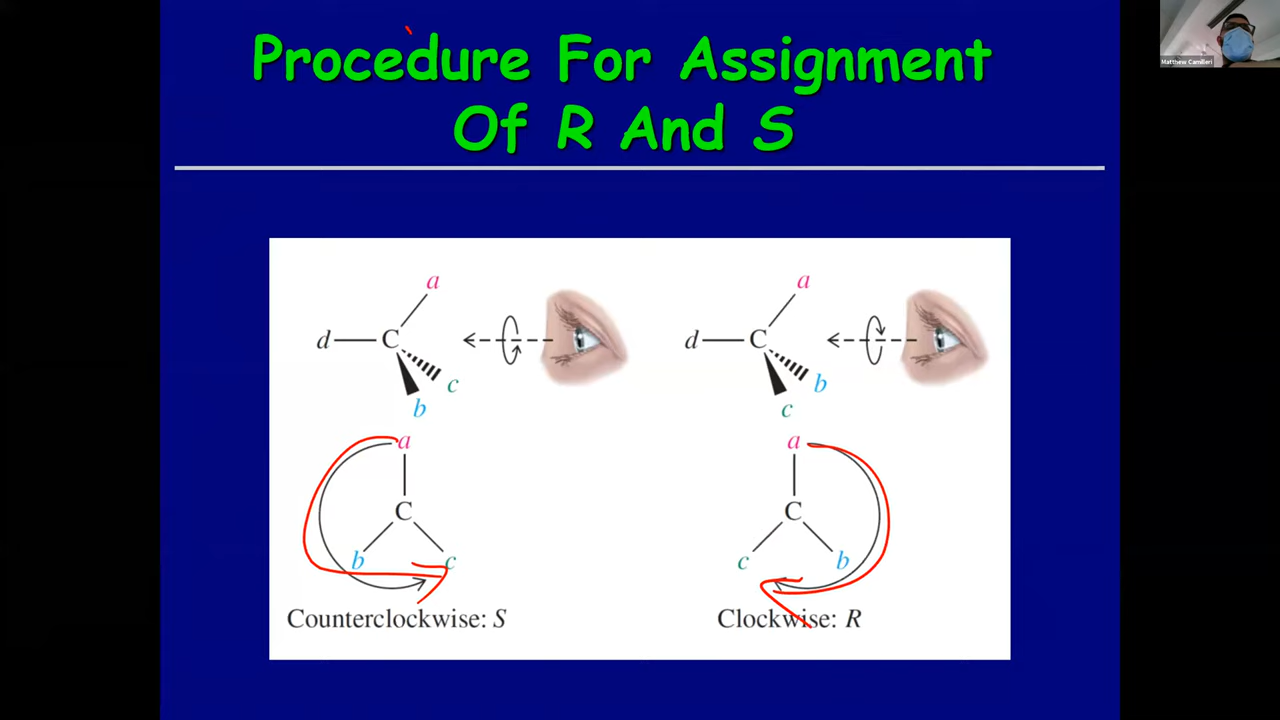 Procedure For Assignment
Of R And S
Matthew Camilleri
a
d C
c
b
a
C
b c
Counterclockwise: S
a
d C
b
c
a
C
c b
Clockwise: R